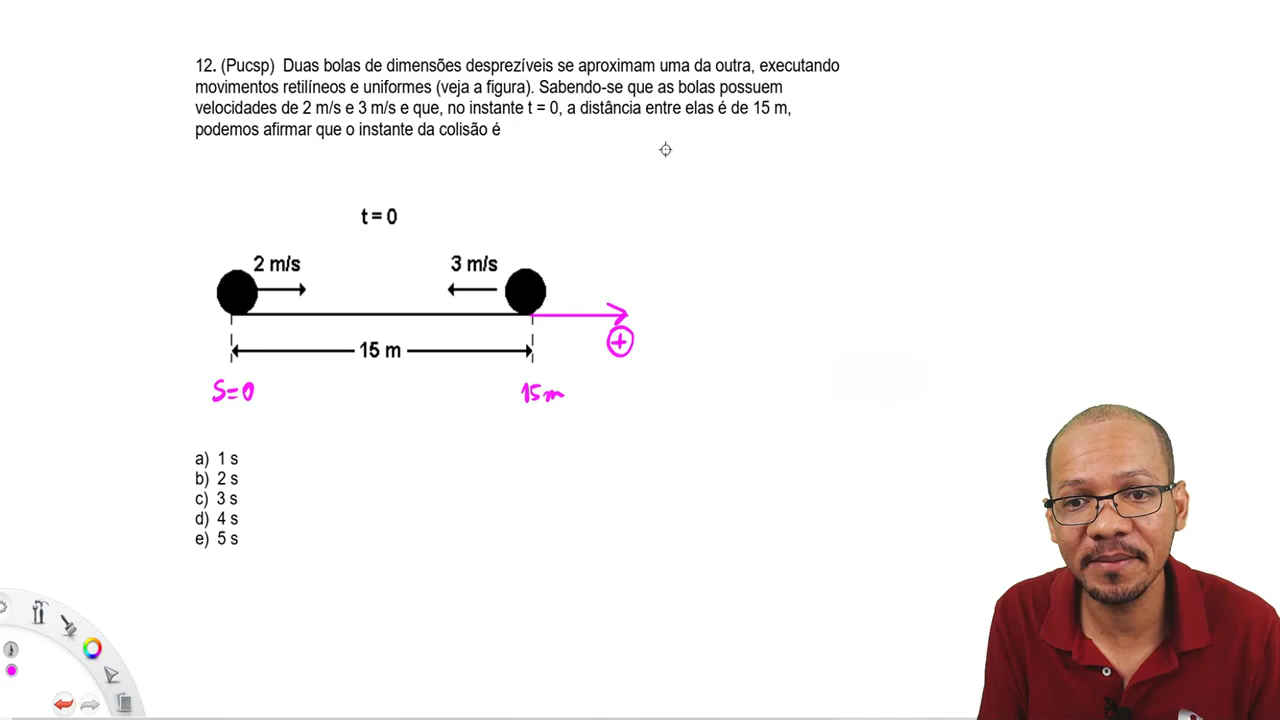 12. (Pucsp) Duas bolas de dimensões desprezíveis se aproximam uma da outra, executando
movimentos retilíneos e uniformes (veja a figura). Sabendo-se que as bolas possuem
velocidades de 2 m/s e 3 m/s e que, no instante t = 0, a distância entre elas é de 15 m,
podemos afirmar que o instante da colisão é
t = 0
2 m/s 3 m/s
+
15 m
S=0 15m
a) 1 s
b) 2 s
c) 3 s
d) 4 s
e) 5 s